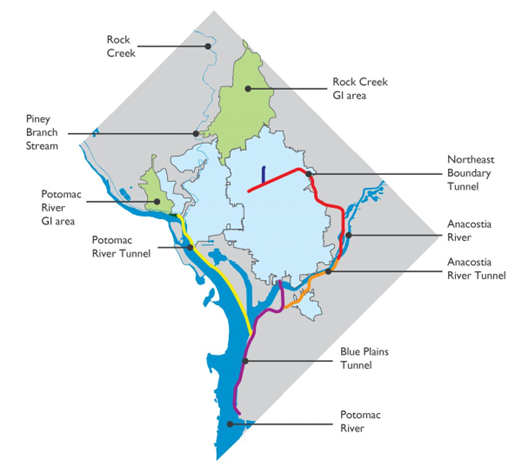 Rock
Creek
Rock Creek
GI area
Piney
Branch
Stream
Northeast
Boundary
Tunnel
Potomac
River
GI area
Anacostia
River
Potomac
River Tunnel
Anacostia
River Tunnel
Blue Plains
Tunnel
Potomac
River